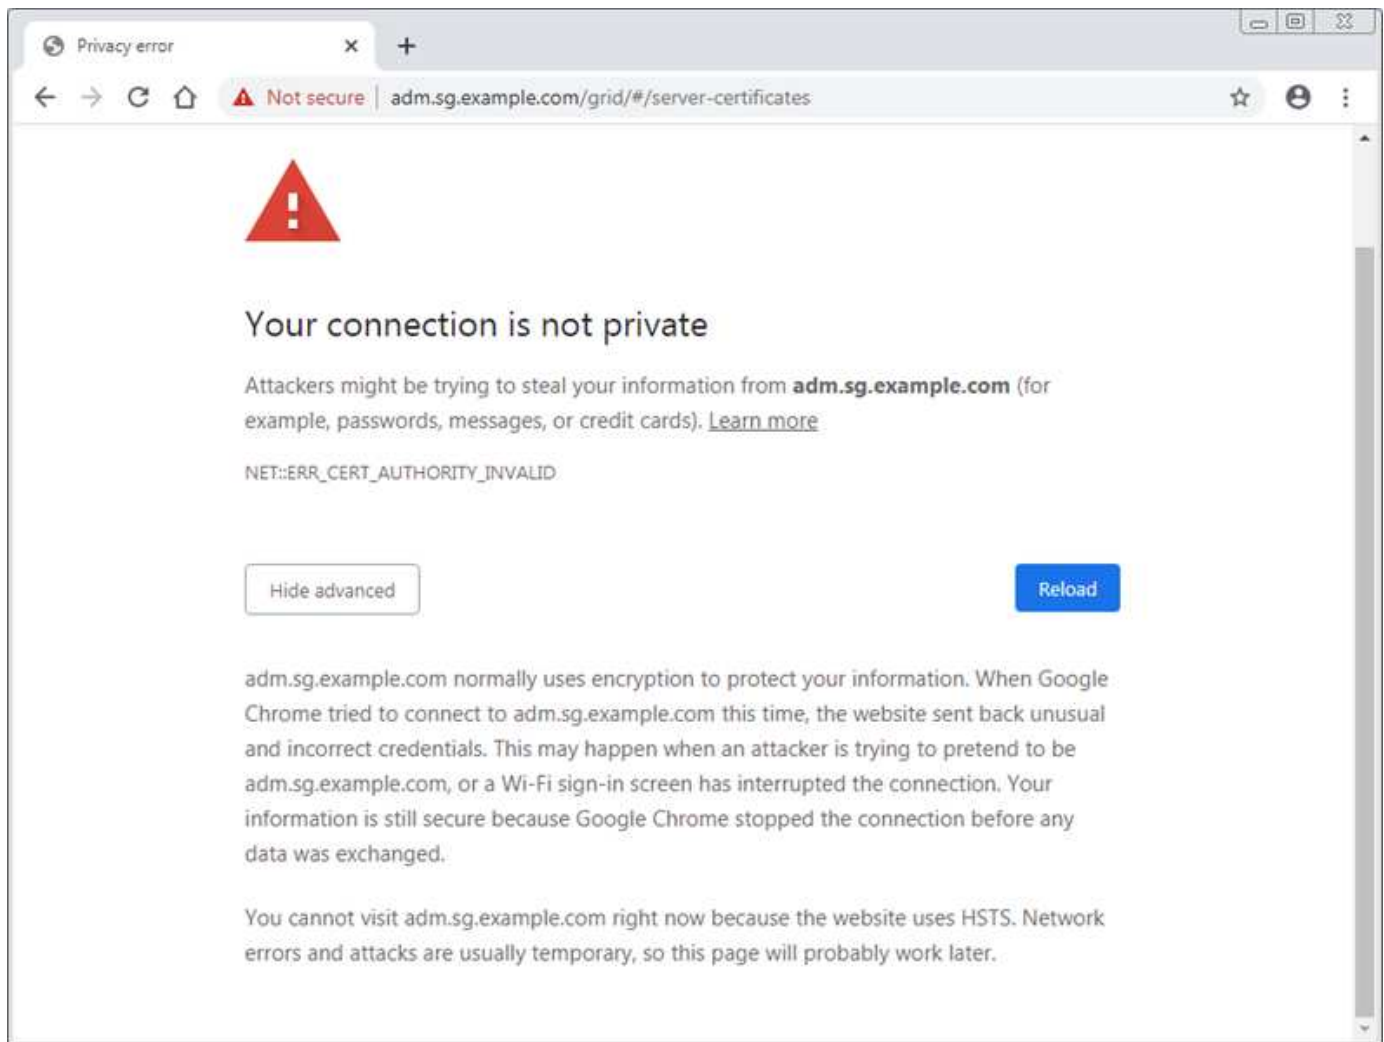 Privacy error
Not secure | adm.sg.example.com/grid/#/server-certificates
Your connection is not private
Attackers might be trying to steal your information from adm.sg.example.com (for
example, passwords, messages, or credit cards). Learn more
NET::ERR_CERT_AUTHORITY_INVALID
Hide advanced
Reload
adm.sg.example.com normally uses encryption to protect your information. When Google
Chrome tried to connect to adm.sg.example.com this time, the website sent back unusual
and incorrect credentials. This may happen when an attacker is trying to pretend to be
adm.sg.example.com, or a Wi-Fi sign-in screen has interrupted the connection. Your
information is still secure because Google Chrome stopped the connection before any
data was exchanged.
You cannot visit adm.sg.example.com right now because the website uses HSTS. Network
errors and attacks are usually temporary, so this page will probably work later.